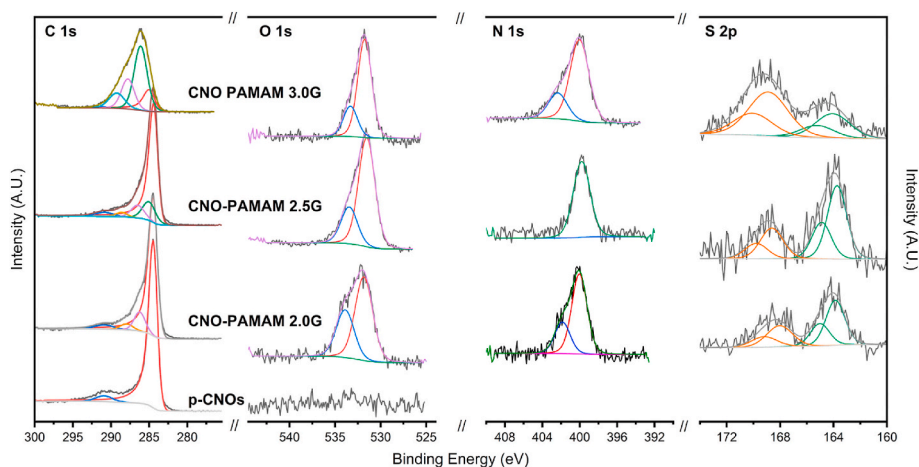 // // //
C 1s O 1s N 1s S 2p
CNO PAMAM 3.0G
CNO-PAMAM 2.5G
CNO-PAMAM 2.0G
p-CNOs
Intensity (A.U.)
Intensity (A.U.)
300 295 290 285 280 // 540 535 530 525 // 408 404 400 396 392 390 // 172 168 164 160
Binding Energy (eV)